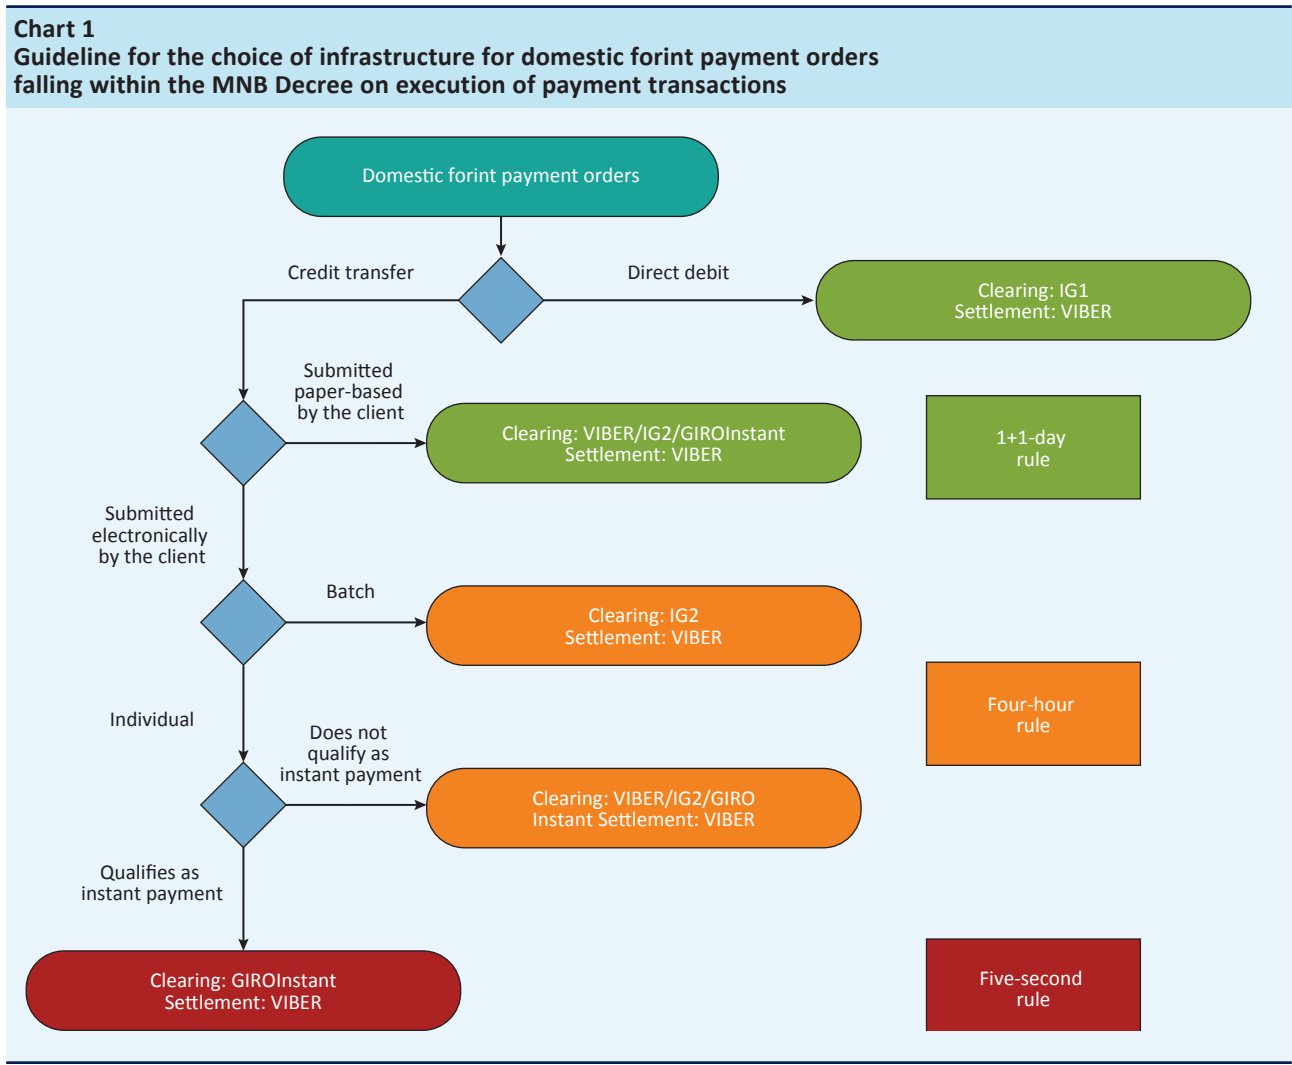 Chart 1
Guideline for the choice of infrastructure for domestic forint payment orders
falling within the MNB Decree on execution of payment transactions
Domestic forint payment orders
Credit transfer
Direct debit
Clearing: IG1
Settlement: VIBER
Submitted
paper-based
by the client
Clearing: VIBER/IG2/GIROInstant
Settlement: VIBER
1+1-day
rule
Submitted
electronically
by the client
Batch
Clearing: IG2
Settlement: VIBER
Four-hour
rule
Individual
Does not
qualify as
instant payment
Clearing: VIBER/IG2/GIRO
Instant Settlement: VIBER
Qualifies as
instant payment
Clearing: GIROInstant
Settlement: VIBER
Five-second
rule